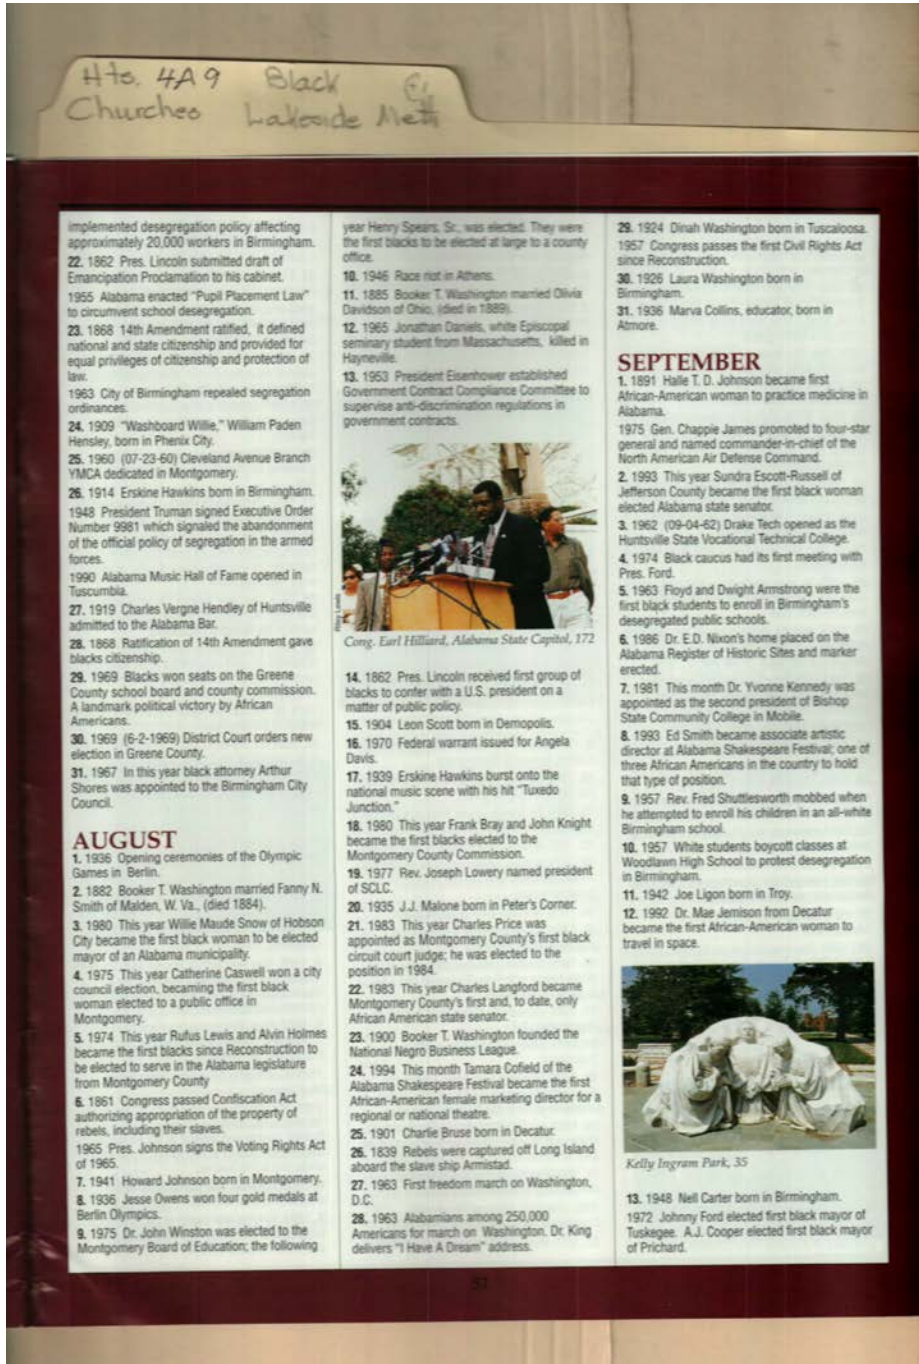 Hts. 4A9 Black
Churches Lakeside Meth
implemented desegregation policy affecting
approximately 20,000 workers in Birmingham.
22. 1862 Pres. Lincoln submitted draft of
Emancipation Proclamation to his cabinet.
1955 Alabama enacted "Pupil Placement Law"
to circumvent school desegregation.
23. 1868 14th Amendment ratified, it defined
national and state citizenship and provided for
equal privileges of citizenship and protection of
law.
1963 City of Birmingham repealed segregation
ordinances.
24. 1909 "Washboard Willie," William Paden
Hensley, born in Phenix City.
25. 1960 (07-23-60) Cleveland Avenue Branch
YMCA dedicated in Montgomery.
26. 1914 Erskine Hawkins born in Birmingham.
1948 President Truman signed Executive Order
Number 9981 which signaled the abandonment
of the official policy of segregation in the armed
forces.
1990 Alabama Music Hall of Fame opened in
Tuscumbia.
27. 1919 Charles Vergne Hendley of Huntsville
admitted to the Alabama Bar.
28. 1868 Ratification of 14th Amendment gave
blacks citizenship.
29. 1969 Blacks won seats on the Greene
County school board and county commission.
A landmark political victory by African
Americans.
30. 1969 (6-2-1969) District Court orders new
election in Greene County.
31. 1967 In this year black attorney Arthur
Shores was appointed to the Birmingham City
Council.
AUGUST
1. 1936 Opening ceremonies of the Olympic
Games in Berlin.
2. 1882 Booker T. Washington married Fanny N.
Smith of Malden, W. Va., (died 1884).
3. 1980 This year Willie Maude Snow of Hobson
City became the first black woman to be elected
mayor of an Alabama municipality.
4. 1975 This year Catherine Caswell won a city
council election, becaming the first black
woman elected to a public office in
Montgomery.
5. 1974 This year Rufus Lewis and Alvin Holmes
became the first blacks since Reconstruction to
be elected to serve in the Alabama legislature
from Montgomery County
6. 1861 Congress passed Confiscation Act
authorizing appropriation of the property of
rebels, including their slaves.
1965 Pres. Johnson signs the Voting Rights Act
of 1965.
7. 1941 Howard Johnson born in Montgomery.
8. 1936 Jesse Owens won four gold medals at
Berlin Olympics.
9. 1975 Dr. John Winston was elected to the
Montgomery Board of Education; the following
year Henry Spears, Sr., was elected. They were
the first blacks to be elected at large to a county
office.
10. 1946 Race riot in Athens.
11. 1885 Booker T. Washington married Olivia
Davidson of Ohio, (died in 1889).
12. 1965 Jonathan Daniels, white Episcopal
seminary student from Massachusetts, killed in
Hayneville.
13. 1953 President Eisenhower established
Government Contract Compliance Committee to
supervise anti-discrimination regulations in
government contracts.
Cong. Earl Hilliard, Alabama State Capitol, 172
14. 1862 Pres. Lincoln received first group of
blacks to confer with a U.S. president on a
matter of public policy.
15. 1904 Leon Scott born in Demopolis.
16. 1970 Federal warrant issued for Angela
Davis.
17. 1939 Erskine Hawkins burst onto the
national music scene with his hit "Tuxedo
Junction."
18. 1980 This year Frank Bray and John Knight
became the first blacks elected to the
Montgomery County Commission.
19. 1977 Rev. Joseph Lowery named president
of SCLC.
20. 1935 J.J. Malone born in Peter's Corner.
21. 1983 This year Charles Price was
appointed as Montgomery County's first black
circuit court judge; he was elected to the
position in 1984.
22. 1983 This year Charles Langford became
Montgomery County's first and, to date, only
African American state senator.
23. 1900 Booker T. Washington founded the
National Negro Business League.
24. 1994 This month Tamara Cofield of the
Alabama Shakespeare Festival became the first
African-American female marketing director for a
regional or national theatre.
25. 1901 Charlie Bruse born in Decatur.
26. 1839 Rebels were captured off Long Island
aboard the slave ship Armistad.
27. 1963 First freedom march on Washington,
D.C.
28. 1963 Alabamians among 250,000
Americans for march on Washington. Dr. King
delivers "I Have A Dream" address.
29. 1924 Dinah Washington born in Tuscaloosa.
1957 Congress passes the first Civil Rights Act
since Reconstruction.
30. 1926 Laura Washington born in
Birmingham.
31. 1936 Marva Collins, educator, born in
Atmore.
SEPTEMBER
1. 1891 Halle T. D. Johnson became first
African-American woman to practice medicine in
Alabama.
1975 Gen. Chappie James promoted to four-star
general and named commander-in-chief of the
North American Air Defense Command.
2. 1993 This year Sundra Escott-Russell of
Jefferson County became the first black woman
elected Alabama state senator.
3. 1962 (09-04-62) Drake Tech opened as the
Huntsville State Vocational Technical College.
4. 1974 Black caucus had its first meeting with
Pres. Ford.
5. 1963 Floyd and Dwight Armstrong were the
first black students to enroll in Birmingham's
desegregated public schools.
6. 1986 Dr. E.D. Nixon's home placed on the
Alabama Register of Historic Sites and marker
erected.
7. 1981 This month Dr. Yvonne Kennedy was
appointed as the second president of Bishop
State Community College in Mobile.
8. 1993 Ed Smith became associate artistic
director at Alabama Shakespeare Festival; one of
three African Americans in the country to hold
that type of position.
9. 1957 Rev. Fred Shuttlesworth mobbed when
he attempted to enroll his children in an all-white
Birmingham school.
10. 1957 White students boycott classes at
Woodlawn High School to protest desegregation
in Birmingham.
11. 1942 Joe Ligon born in Troy.
12. 1992 Dr. Mae Jemison from Decatur
became the first African-American woman to
travel in space.
Kelly Ingram Park, 35
13. 1948 Nell Carter born in Birmingham.
1972 Johnny Ford elected first black mayor of
Tuskegee. A.J. Cooper elected first black mayor
of Prichard.